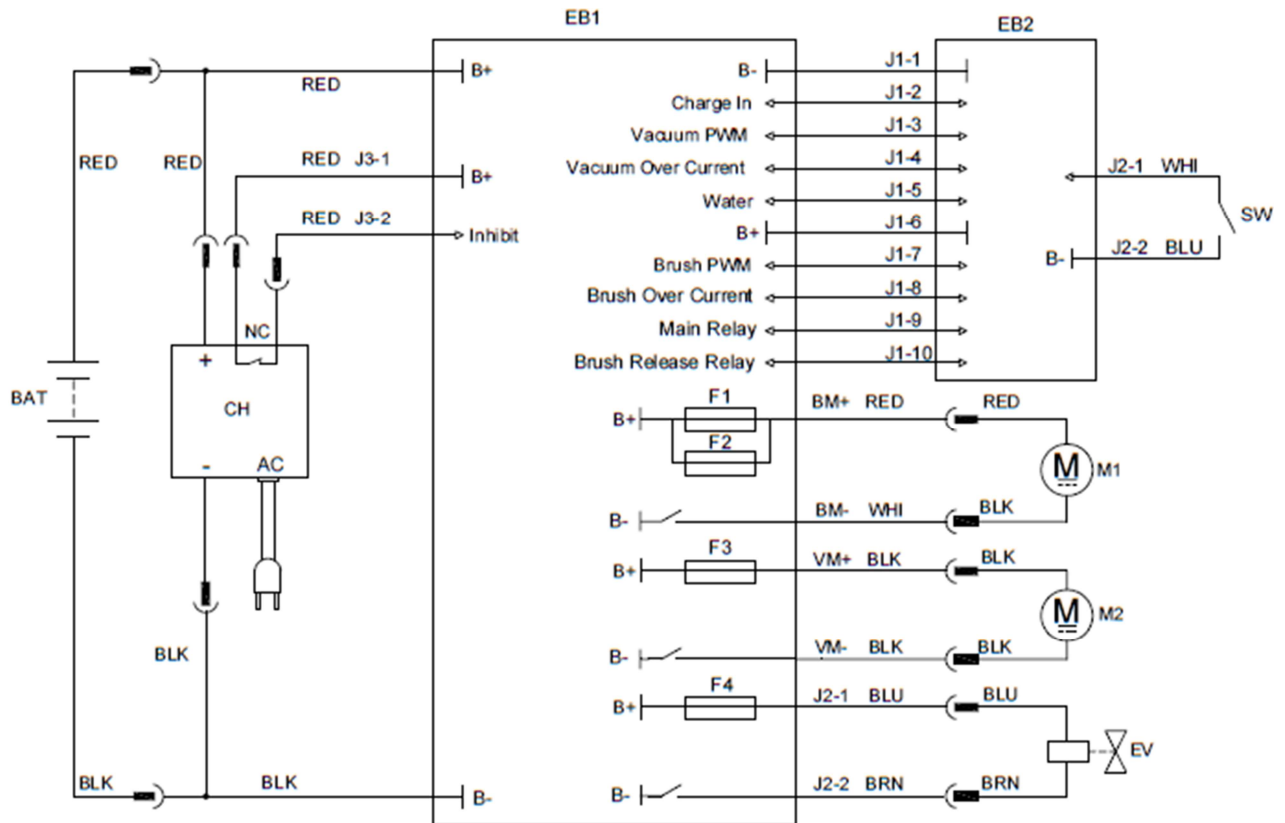 EB1
EB2
RED
B+
B-
J1-1
Charge In
J1-2
Vacuum PWM
J1-3
RED
RED
RED J3-1
B+
Vacuum Over Current
J1-4
J2-1 WHI
Water
J1-5
SW
RED J3-2
Inhibit
B+
J1-6
B-
J2-2 BLU
Brush PWM
J1-7
Brush Over Current
J1-8
NC
Main Relay
J1-9
+
Brush Release Relay
J1-10
BAT
CH
F1
B+
BM+ RED
RED
F2
-
AC
M
M1
B-
BM- WHI
BLK
F3
B+
VM+ BLK
BLK
M
M2
BLK
B-
VM- BLK
BLK
F4
B+
J2-1 BLU
BLU
EV
BLK
BLK
B-
B-
J2-2 BRN
BRN